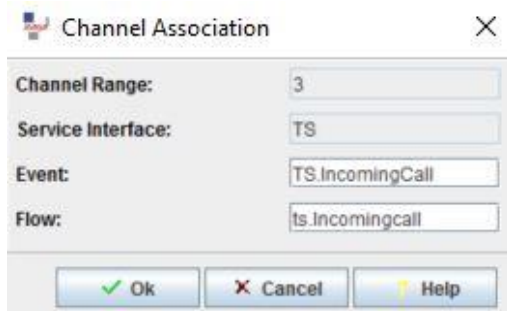 Channel Association
Channel Range: 3
Service Interface: TS
Event: TS.IncomingCall
Flow: ts.Incomingcall
Ok Cancel Help